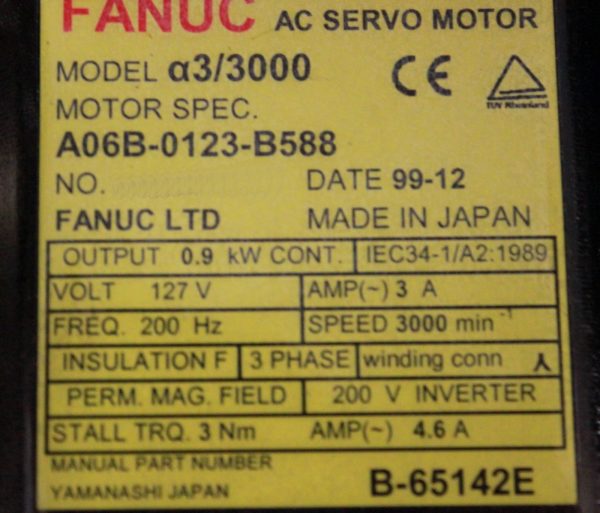 FANUC AC SERVO MOTOR
MODEL α3/3000
CE
TUV Rheinland
MOTOR SPEC.
A06B-0123-B588
NO. DATE 99-12
FANUC LTD MADE IN JAPAN
OUTPUT 0.9 kW CONT. IEC34-1/A2:1989
VOLT 127 V AMP(~) 3 A
FREQ. 200 Hz SPEED 3000 min⁻¹
INSULATION F 3 PHASE winding conn
PERM. MAG. FIELD 200 V INVERTER
STALL TRQ. 3 Nm AMP(~) 4.6 A
MANUAL PART NUMBER
YAMANASHI JAPAN B-65142E